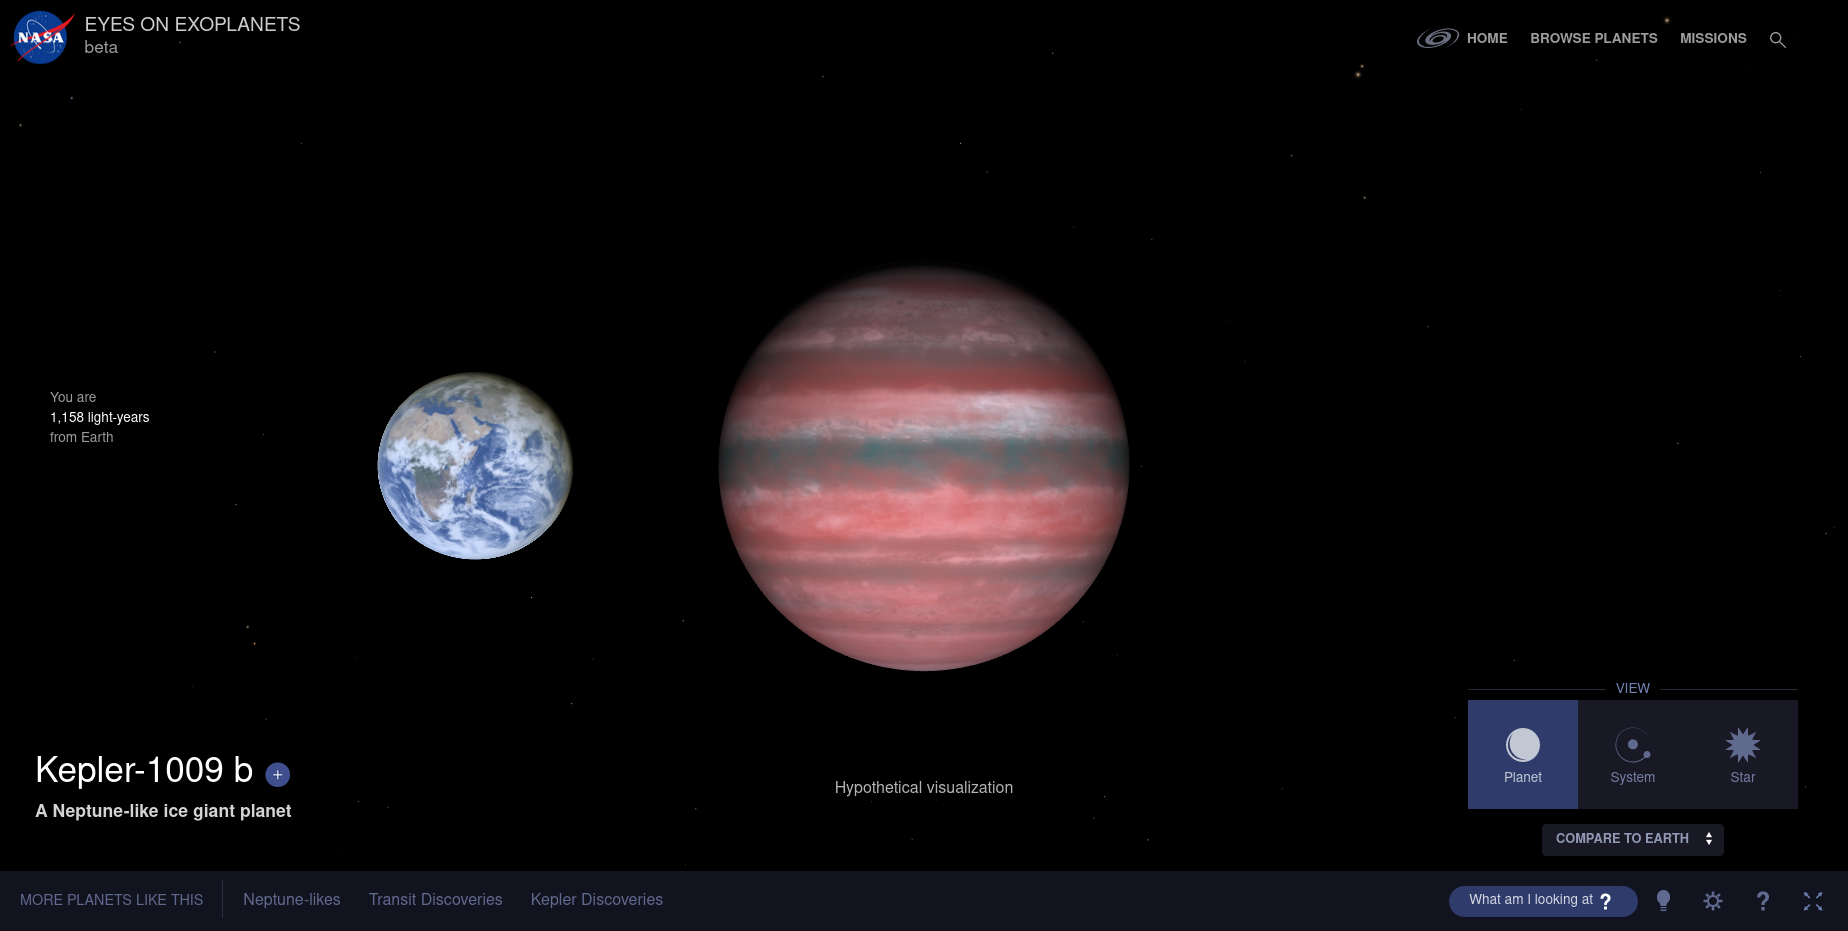 NASA
EYES ON EXOPLANETS
beta
HOME
BROWSE PLANETS
MISSIONS
You are
1,158 light-years
from Earth
Kepler-1009 b +
A Neptune-like ice giant planet
Hypothetical visualization
VIEW
Planet
System
Star
COMPARE TO EARTH
MORE PLANETS LIKE THIS
Neptune-likes
Transit Discoveries
Kepler Discoveries
What am I looking at ?
?